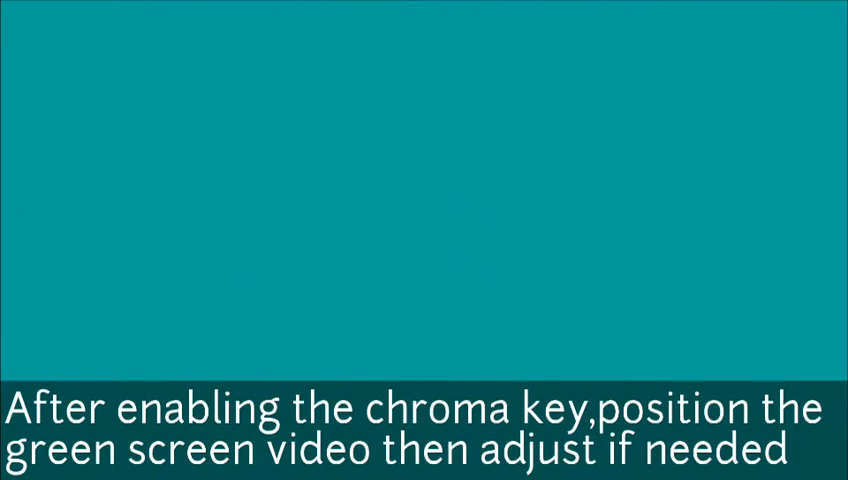 After enabling the chroma key,position the
green screen video then adjust if needed